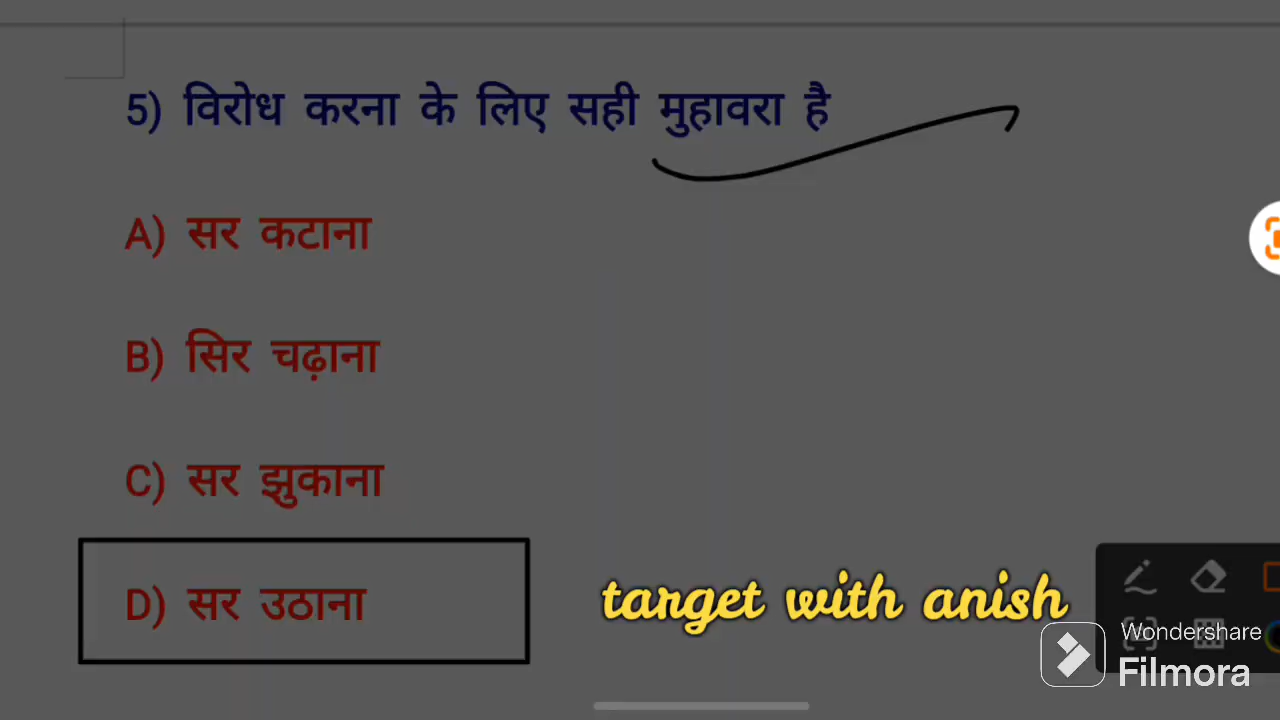 5) विरोध करना के लिए सही मुहावरा है
A) सर कटाना
B) सिर चढ़ाना
C) सर झुकाना
D) सर उठाना
target with anish
Wondershare
Filmora